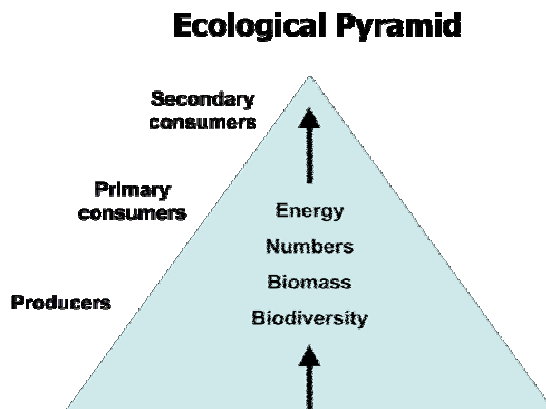 Ecological Pyramid
Secondary
consumers
Primary
consumers
Energy
Numbers
Biomass
Producers
Biodiversity